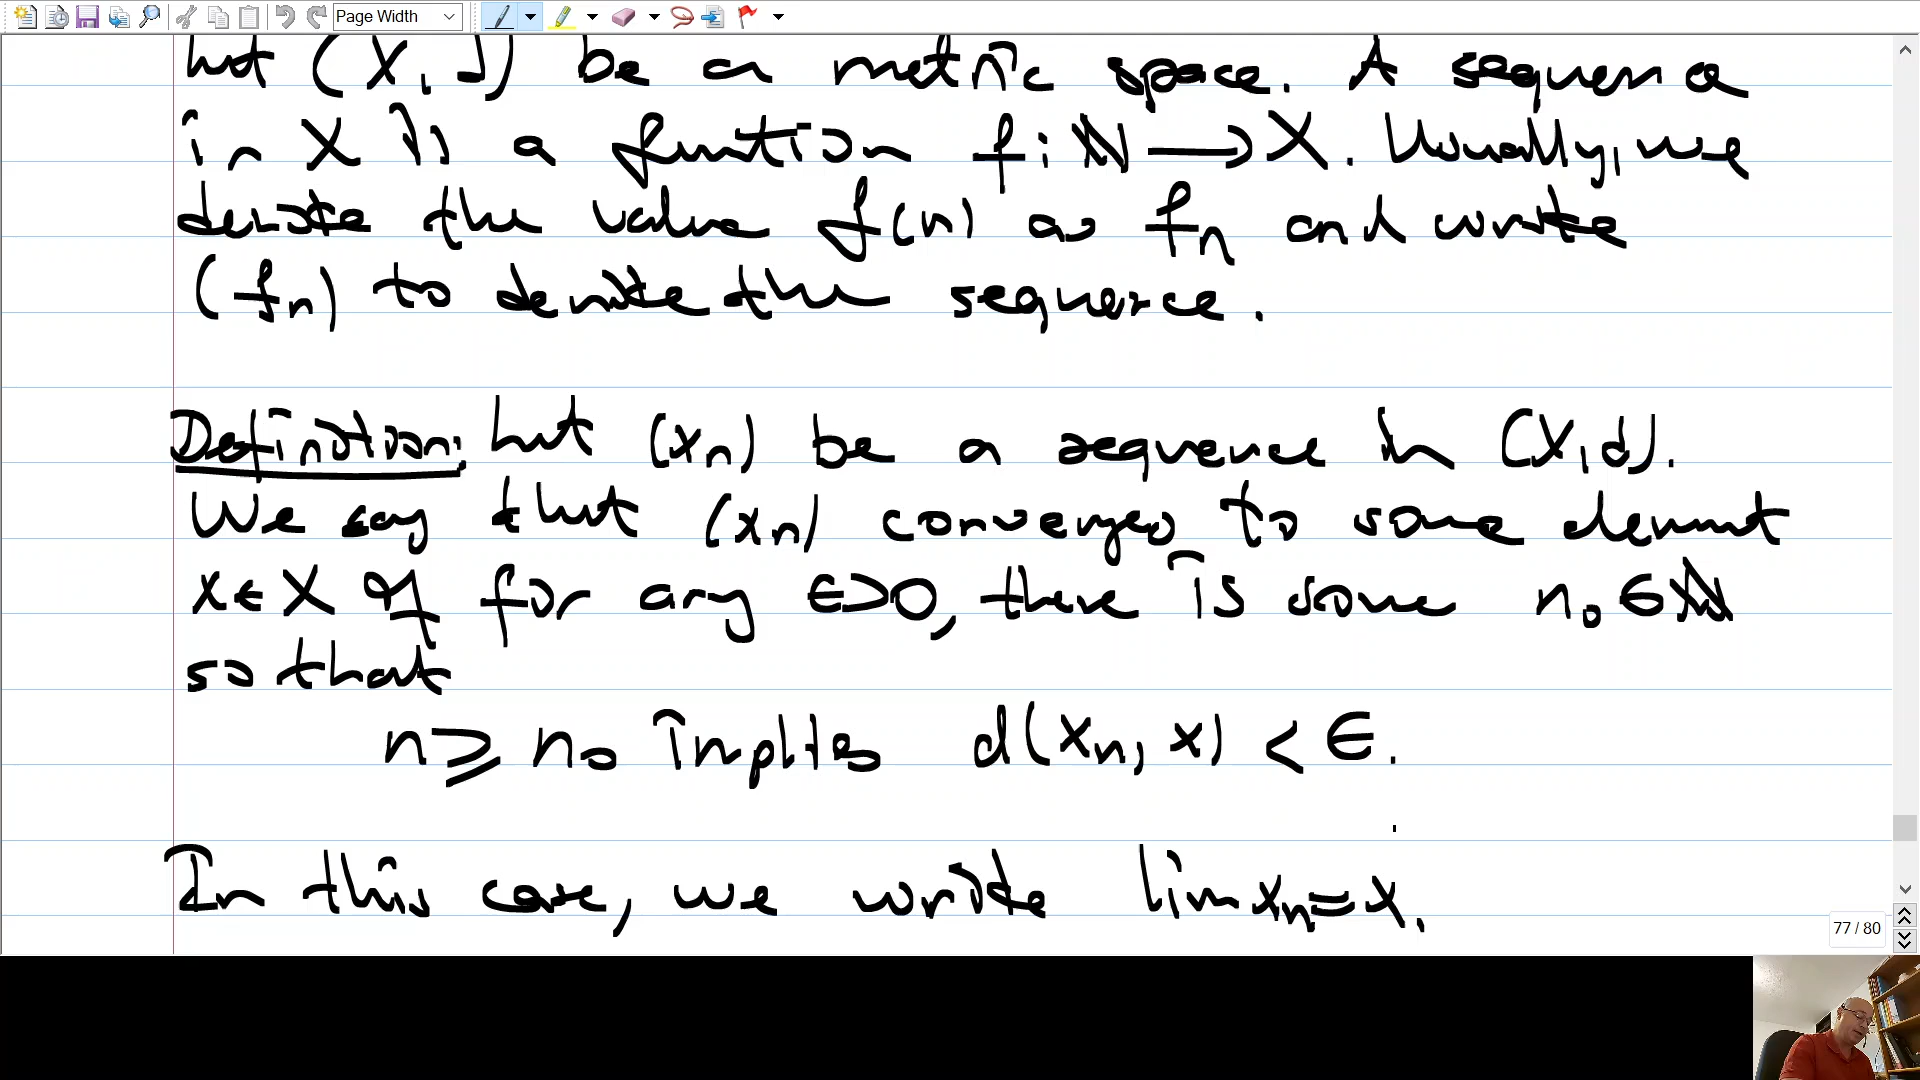 Page Width
Let (X, d) be a metric space. A sequence
in X is a function f: ℕ ⟶ X. Usually, we
denote the value f(n) as fₙ and write
(fₙ) to denote the sequence.
Definition: Let (xₙ) be a sequence in (X, d).
We say that (xₙ) converges to some element
x ∈ X if for any ϵ>0, there is some n₀ ∈ ℕ
so that
n ⩾ n₀ implies d(xₙ, x) < ϵ.
In this case, we write lim xₙ = x.
77 / 80